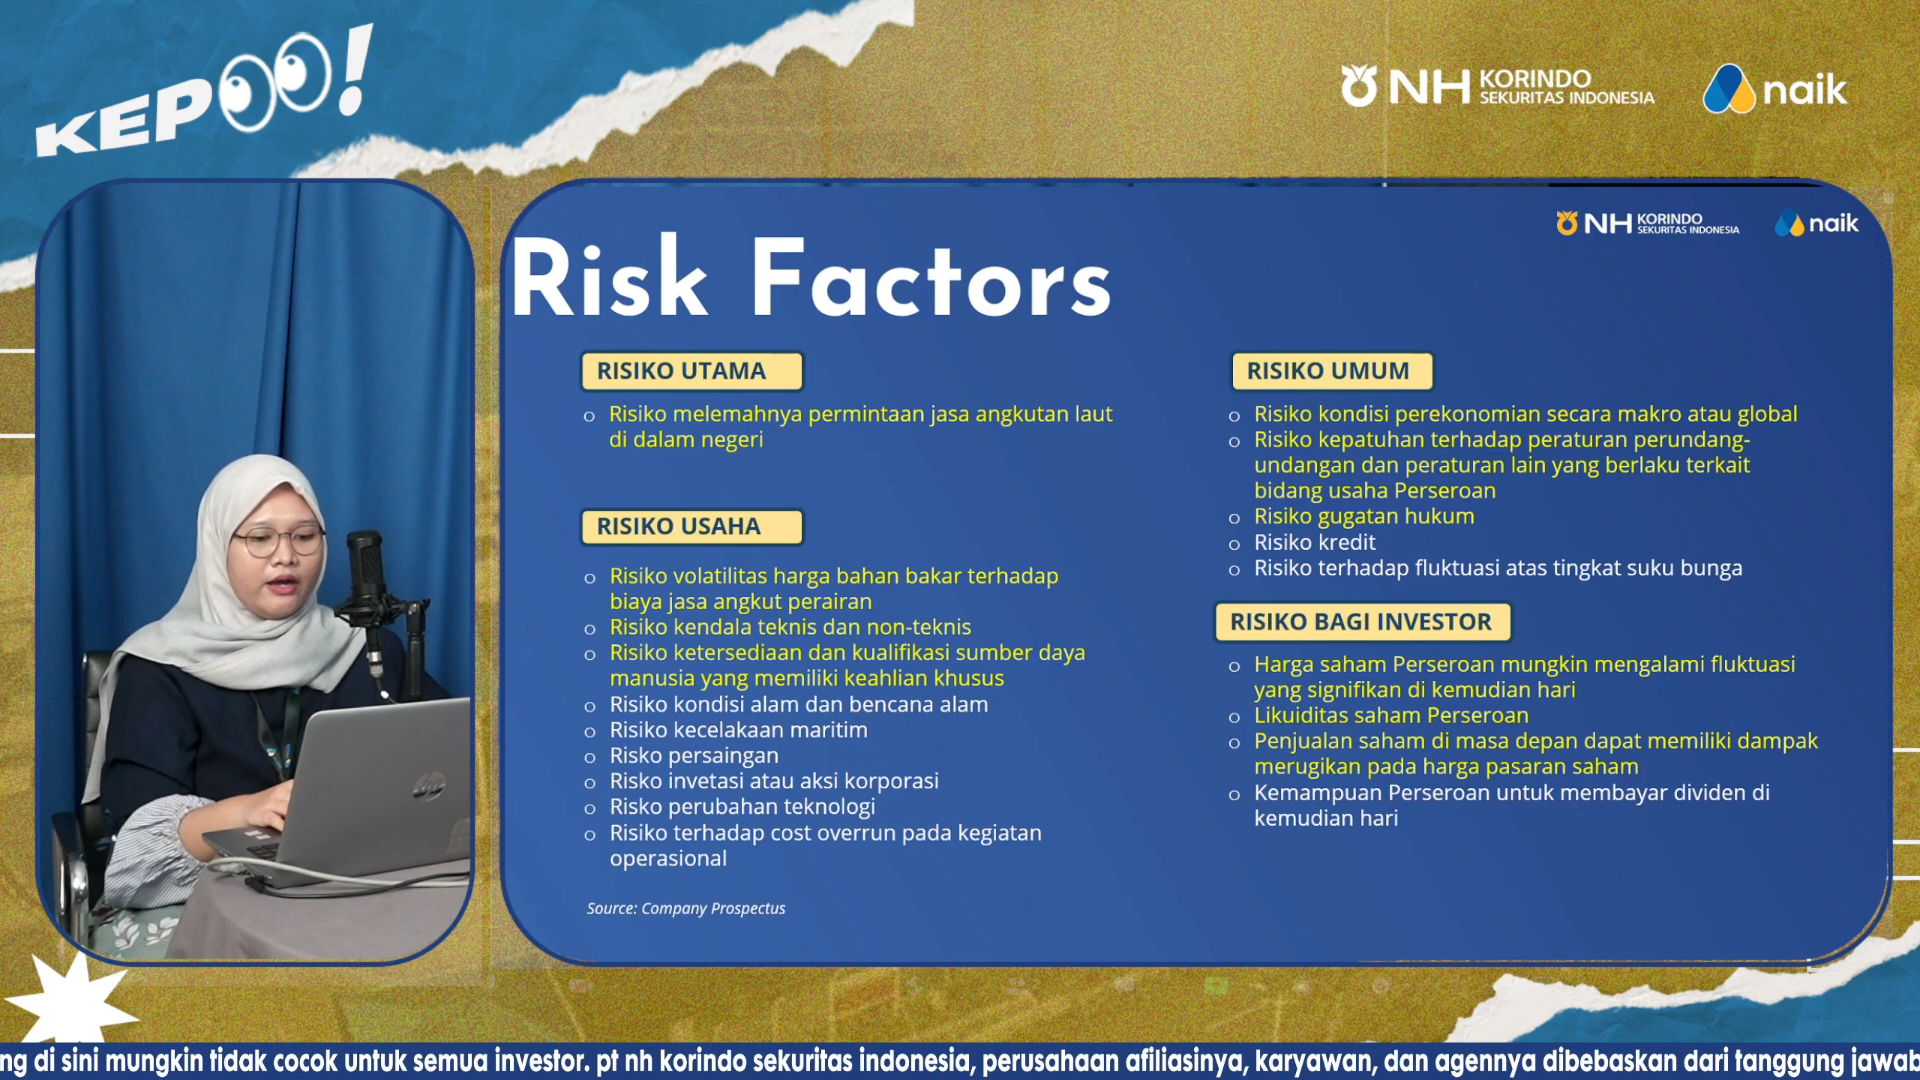 KEPOO!
NH KORINDO
SEKURITAS INDONESIA
naik
NH KORINDO
SEKURITAS INDONESIA
naik
Risk Factors
RISIKO UTAMA
o Risiko melemahnya permintaan jasa angkutan laut
di dalam negeri
RISIKO USAHA
o Risiko volatilitas harga bahan bakar terhadap
biaya jasa angkut perairan
o Risiko kendala teknis dan non-teknis
o Risiko ketersediaan dan kualifikasi sumber daya
manusia yang memiliki keahlian khusus
o Risiko kondisi alam dan bencana alam
o Risiko kecelakaan maritim
o Risko persaingan
o Risko invetasi atau aksi korporasi
o Risko perubahan teknologi
o Risiko terhadap cost overrun pada kegiatan
operasional
Source: Company Prospectus
RISIKO UMUM
o Risiko kondisi perekonomian secara makro atau global
o Risiko kepatuhan terhadap peraturan perundang-
undangan dan peraturan lain yang berlaku terkait
bidang usaha Perseroan
o Risiko gugatan hukum
o Risiko kredit
o Risiko terhadap fluktuasi atas tingkat suku bunga
RISIKO BAGI INVESTOR
o Harga saham Perseroan mungkin mengalami fluktuasi
yang signifikan di kemudian hari
o Likuiditas saham Perseroan
o Penjualan saham di masa depan dapat memiliki dampak
merugikan pada harga pasaran saham
o Kemampuan Perseroan untuk membayar dividen di
kemudian hari
hp
ng di sini mungkin tidak cocok untuk semua investor. pt nh korindo sekuritas indonesia, perusahaan afiliasinya, karyawan, dan agennya dibebaskan dari tanggung jawab